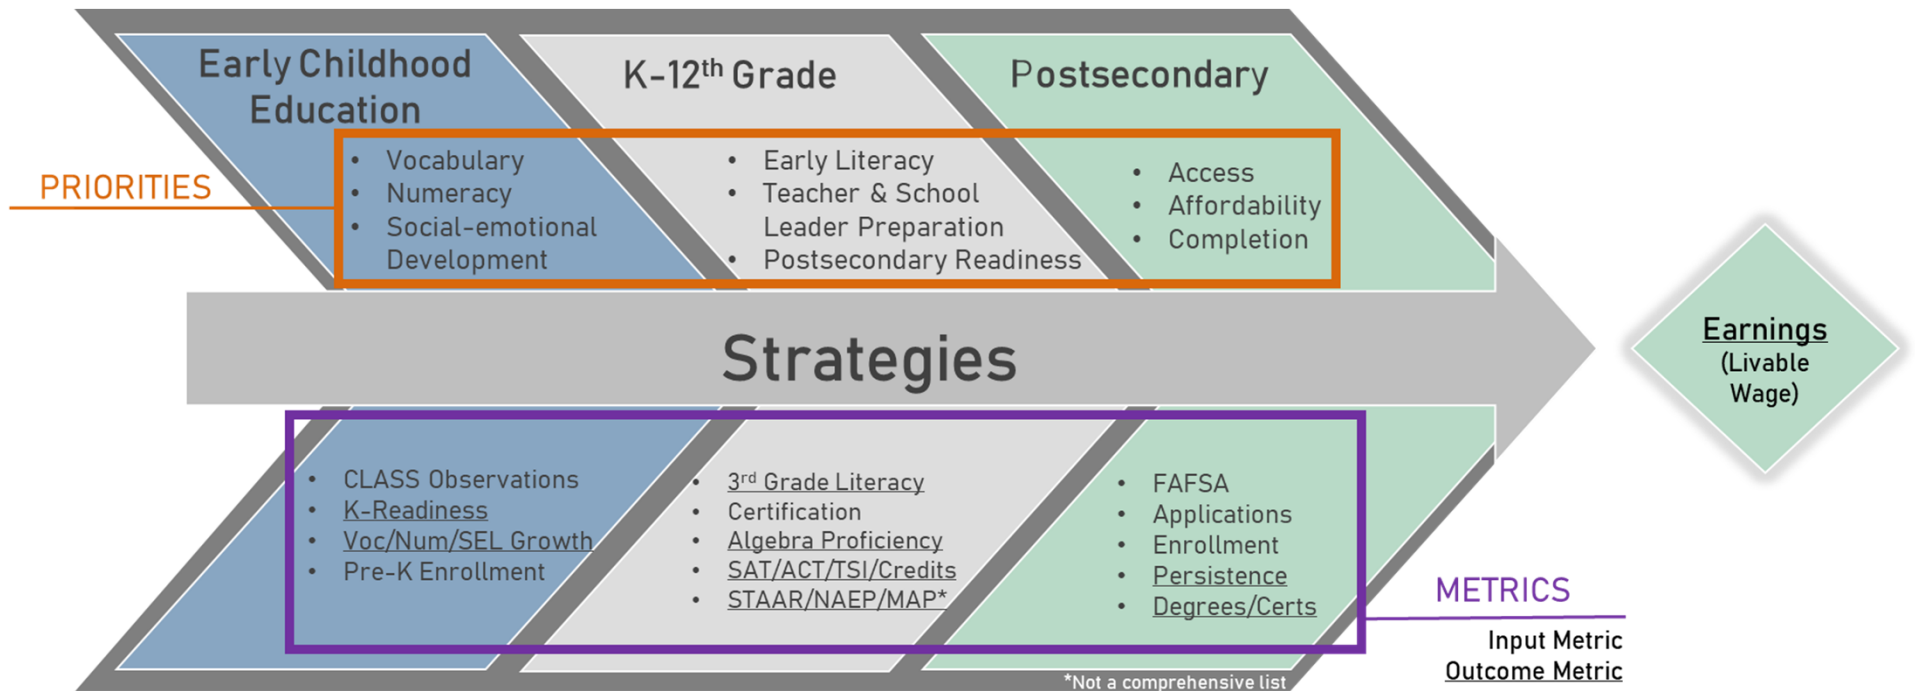 Early Childhood
Education
K-12th Grade
Postsecondary
PRIORITIES
• Vocabulary
• Numeracy
• Social-emotional
Development
• Early Literacy
• Teacher & School
Leader Preparation
• Postsecondary Readiness
• Access
• Affordability
• Completion
Strategies
Earnings
(Livable
Wage)
• CLASS Observations
• K-Readiness
• Voc/Num/SEL Growth
• Pre-K Enrollment
• 3rd Grade Literacy
• Certification
• Algebra Proficiency
• SAT/ACT/TSI/Credits
• STAAR/NAEP/MAP*
• FAFSA
• Applications
• Enrollment
• Persistence
• Degrees/Certs
METRICS
Input Metric
Outcome Metric
*Not a comprehensive list